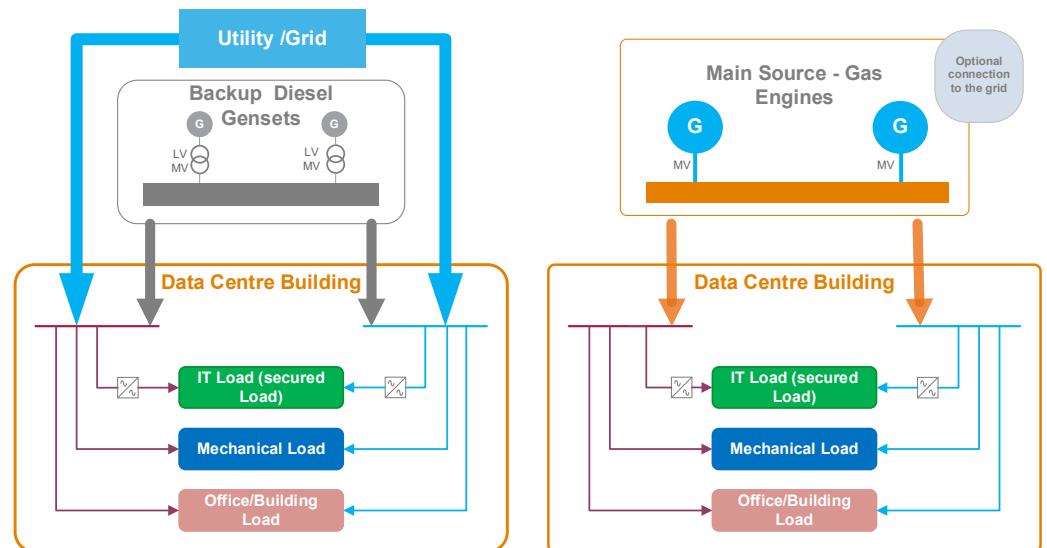 Utility /Grid
Backup Diesel
Gensets
G
G
LV
MV
LV
MV
Data Centre Building
IT Load (secured
Load)
Mechanical Load
Office/Building
Load
Optional
connection
to the grid
Main Source - Gas
Engines
G
G
MV
MV
Data Centre Building
IT Load (secured
Load)
Mechanical Load
Office/Building
Load